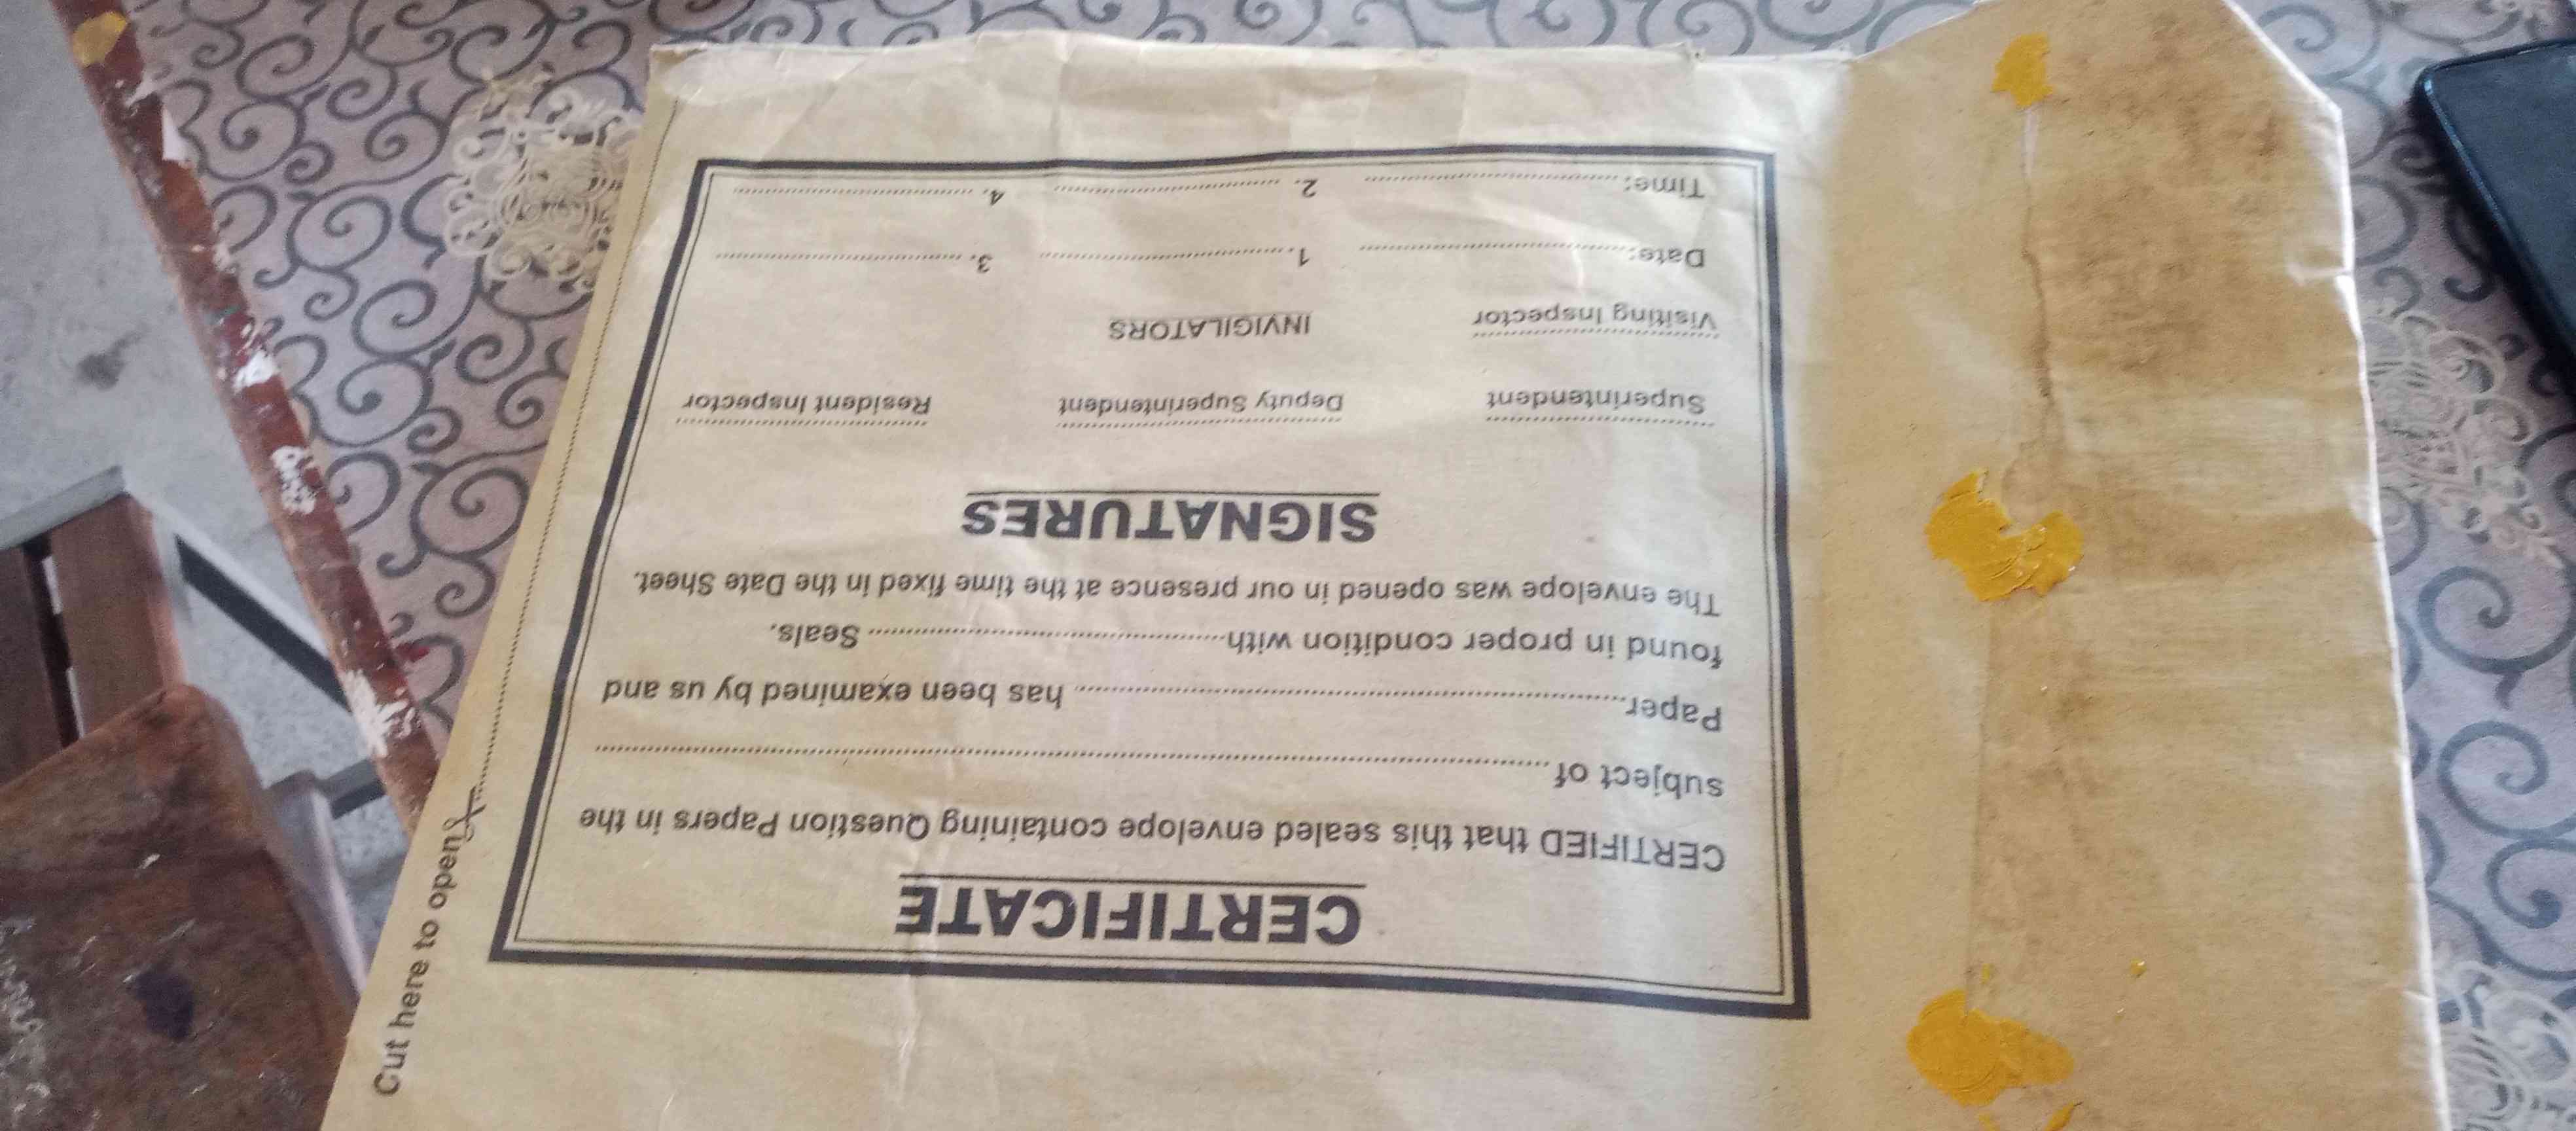 CERTIFICATE
CERTIFIED that this sealed envelope containing Question Papers in the
subject of ........................................
Paper........................................ has been examined by us and
found in proper condition with........................................ Seals.
The envelope was opened in our presence at the time fixed in the Date Sheet.
SIGNATURES
Superintendent Deputy Superintendent Resident Inspector
Visiting Inspector INVIGILATORS
Date:.............................. 1. .............................. 3. ..............................
Time:.............................. 2. .............................. 4. ..............................
Cut here to open